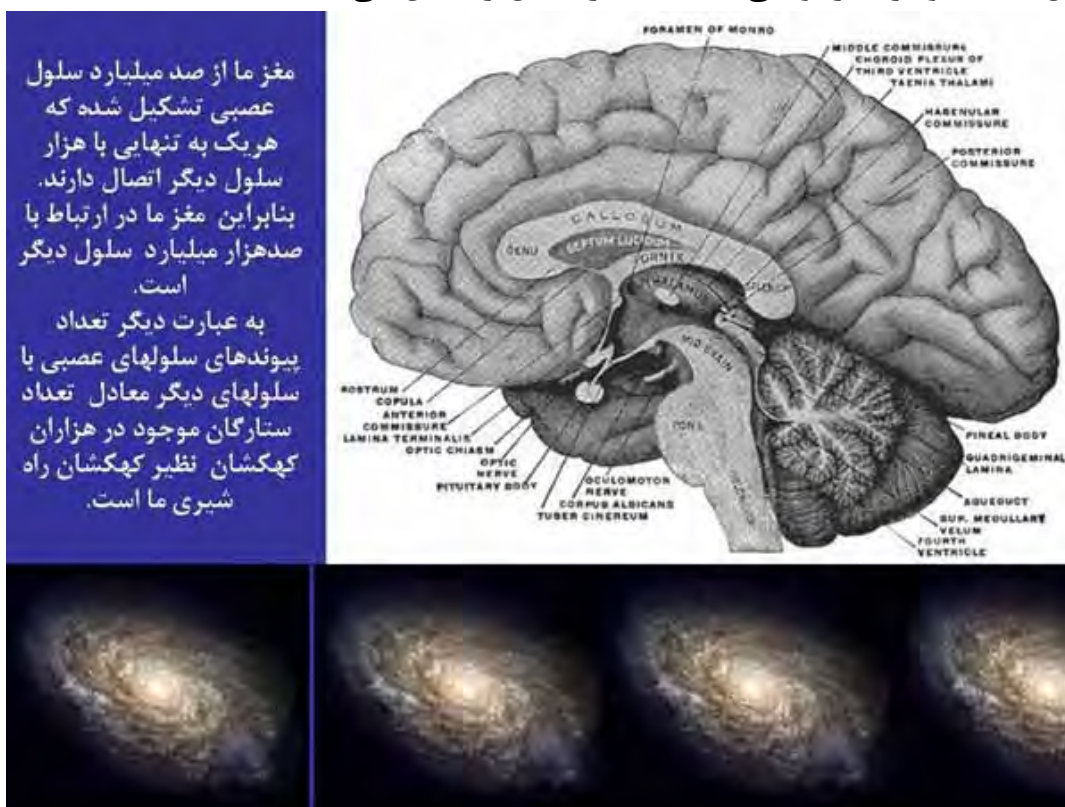 مغز ما از صد میلیارد سلول
عصبی تشکیل شده که
هریک به تنهایی با هزار
سلول دیگر اتصال دارند.
بنابراین مغز ما در ارتباط با
صدهزار میلیارد سلول دیگر
است.
به عبارت دیگر تعداد
پیوندهای سلولهای عصبی با
سلولهای دیگر معادل تعداد
ستارگان موجود در هزاران
کهکشان نظیر کهکشان راه
شیری ما است.
FORAMEN OF MONRO
MIDDLE COMMISSURE
CHOROID PLEXUS OF
THIRD VENTRICLE
TAENIA THALAMI
HABENULAR
COMMISSURE
POSTERIOR
COMMISSURE
CALLOSUM
GENU
SEPTUM LUCIDUM
FORNIX
THALAMUS
SPLENIUM
MID BRAIN
PONS
ROSTRUM
COPULA
ANTERIOR
COMMISSURE
LAMINA TERMINALIS
OPTIC CHIASM
OPTIC
NERVE
PITUITARY BODY
OCULOMOTOR
NERVE
CORPUS ALBICANS
TUBER CINEREUM
PINEAL BODY
QUADRIGEMINAL
LAMINA
AQUEDUCT
SUP. MEDULLARY
VELUM
FOURTH
VENTRICLE